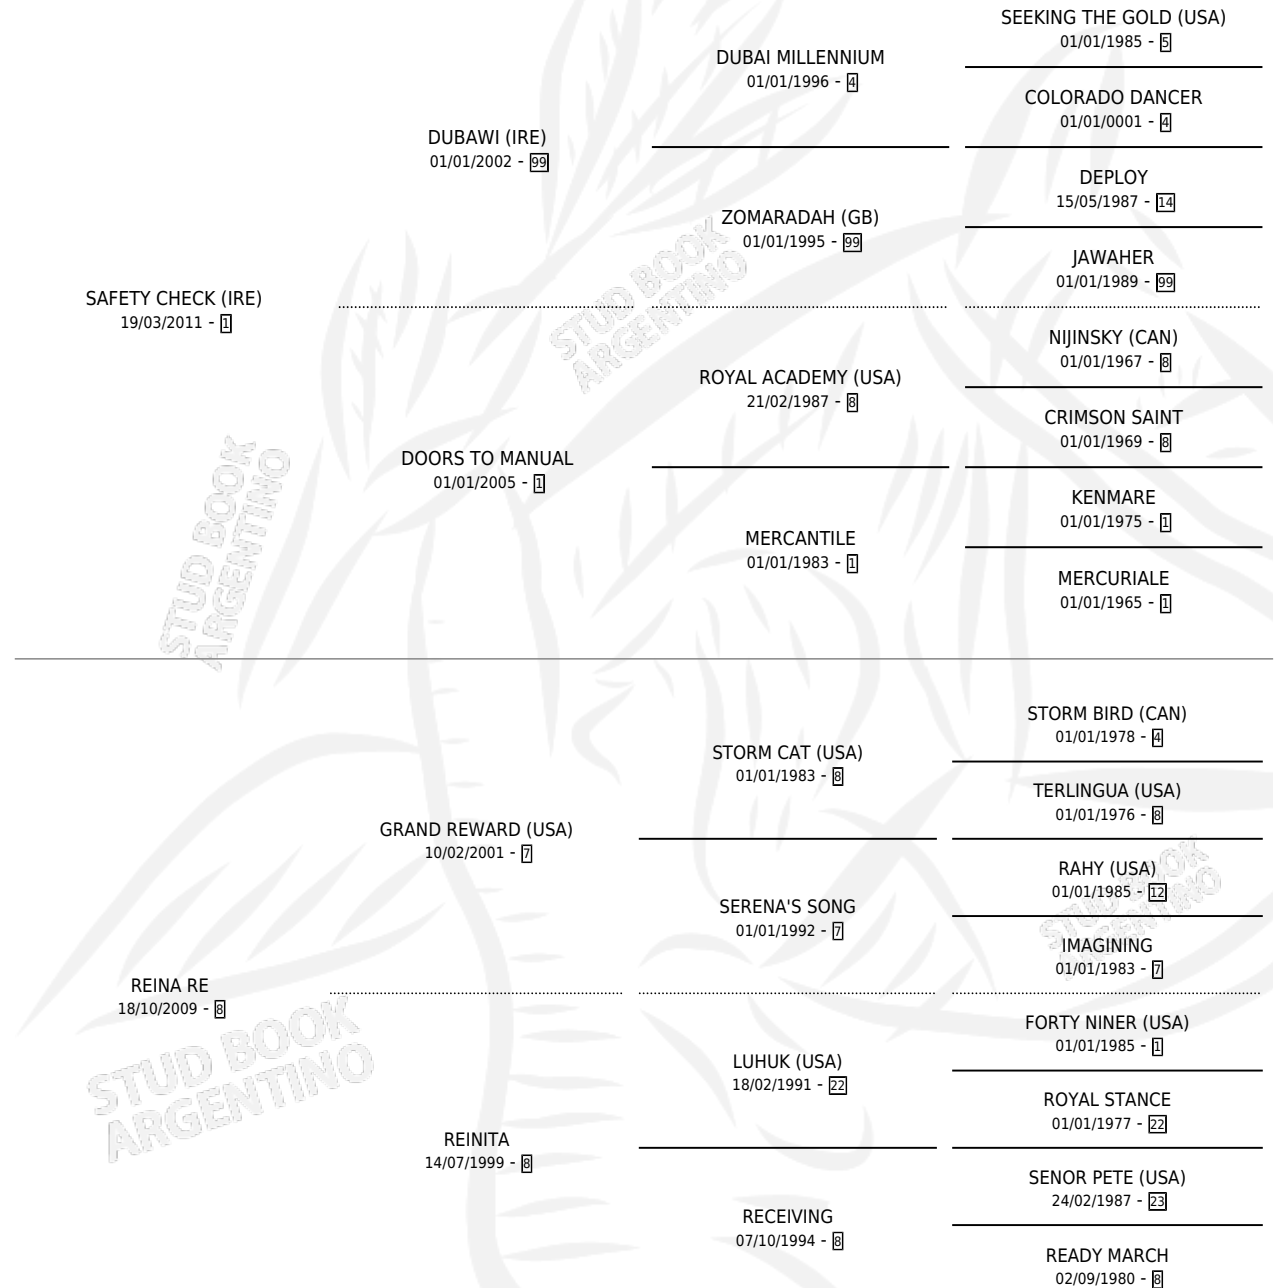 SEEKING THE GOLD (USA)
01/01/1985 - 5
DUBAI MILLENNIUM
01/01/1996 - 4
COLORADO DANCER
01/01/0001 - 4
DUBAWI (IRE)
01/01/2002 - 99
DEPLOY
15/05/1987 - 14
ZOMARADAH (GB)
01/01/1995 - 99
JAWAHER
01/01/1989 - 99
SAFETY CHECK (IRE)
19/03/2011 - 1
NIJINSKY (CAN)
01/01/1967 - 8
ROYAL ACADEMY (USA)
21/02/1987 - 8
CRIMSON SAINT
01/01/1969 - 8
DOORS TO MANUAL
01/01/2005 - 1
KENMARE
01/01/1975 - 1
MERCANTILE
01/01/1983 - 1
MERCURIALE
01/01/1965 - 1
STORM BIRD (CAN)
01/01/1978 - 4
STORM CAT (USA)
01/01/1983 - 8
TERLINGUA (USA)
01/01/1976 - 8
GRAND REWARD (USA)
10/02/2001 - 7
RAHY (USA)
01/01/1985 - 12
SERENA'S SONG
01/01/1992 - 7
IMAGINING
01/01/1983 - 7
REINA RE
18/10/2009 - 8
FORTY NINER (USA)
01/01/1985 - 1
LUHUK (USA)
18/02/1991 - 22
ROYAL STANCE
01/01/1977 - 22
REINITA
14/07/1999 - 8
SENOR PETE (USA)
24/02/1987 - 23
RECEIVING
07/10/1994 - 8
READY MARCH
02/09/1980 - 8
STUD BOOK
ARGENTINO
STUD BOOK
ARGENTINO
STUD BOOK
ARGENTINO
STUD BOOK
ARGENTINO